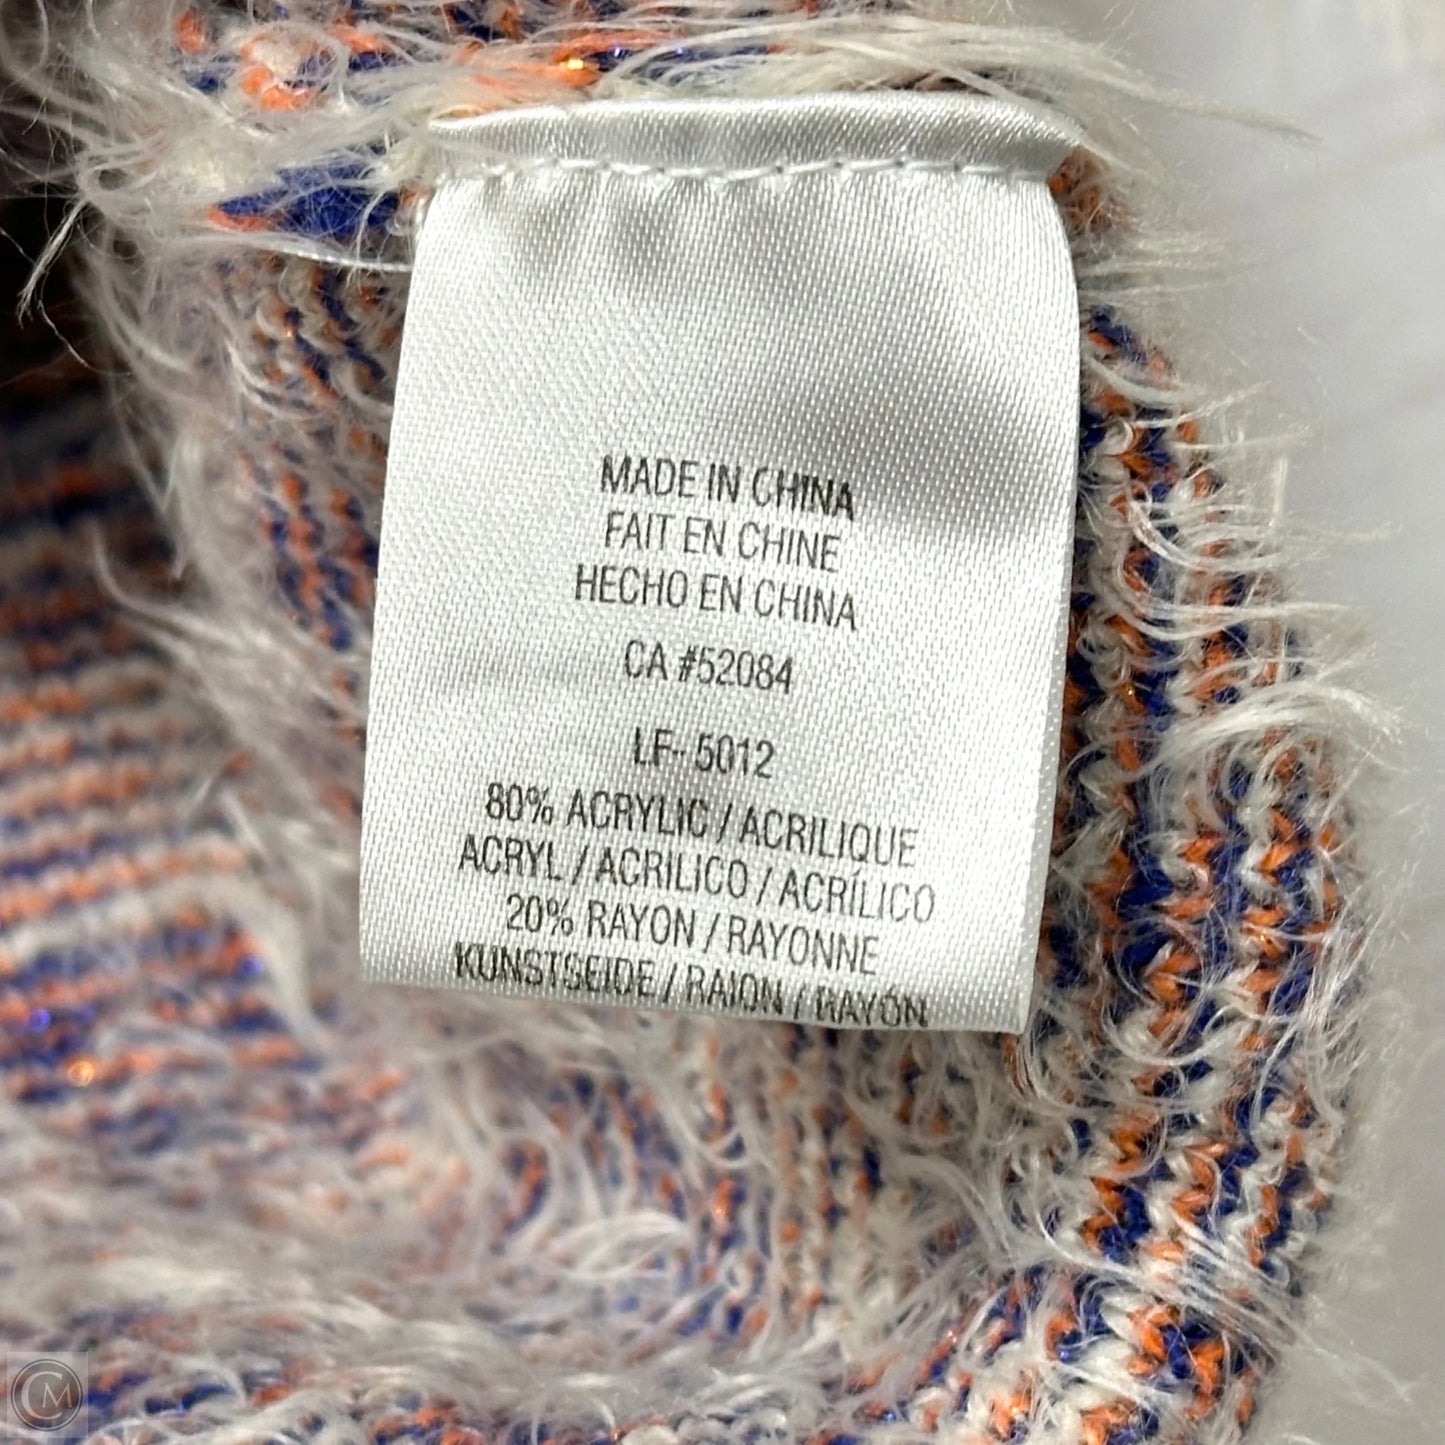 MADE IN CHINA
FAIT EN CHINE
HECHO EN CHINA
CA #52084
LF- 5012
80% ACRYLIC / ACRILIQUE
ACRYL / ACRILICO / ACRÍLICO
20% RAYON / RAYONNE
KUNSTSEIDE / RAION / RAYÓN
CM